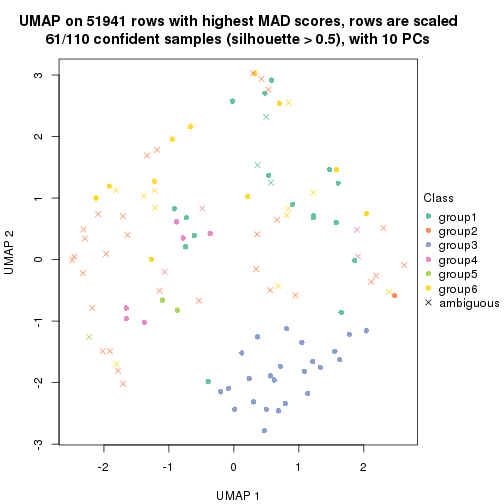 UMAP on 51941 rows with highest MAD scores, rows are scaled
61/110 confident samples (silhouette > 0.5), with 10 PCs
3
2
1
0
-1
-2
-3
UMAP 2
-2
-1
0
1
2
UMAP 1
Class
group1
group2
group3
group4
group5
group6
ambiguous